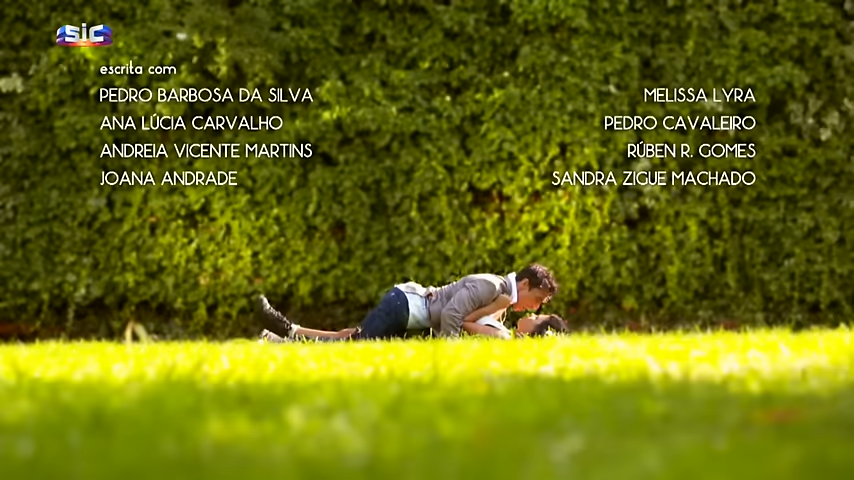 SIC
escrita com
PEDRO BARBOSA DA SILVA
ANA LÚCIA CARVALHO
ANDREIA VICENTE MARTINS
JOANA ANDRADE
MELISSA LYRA
PEDRO CAVALEIRO
RÚBEN R. GOMES
SANDRA ZIGUE MACHADO